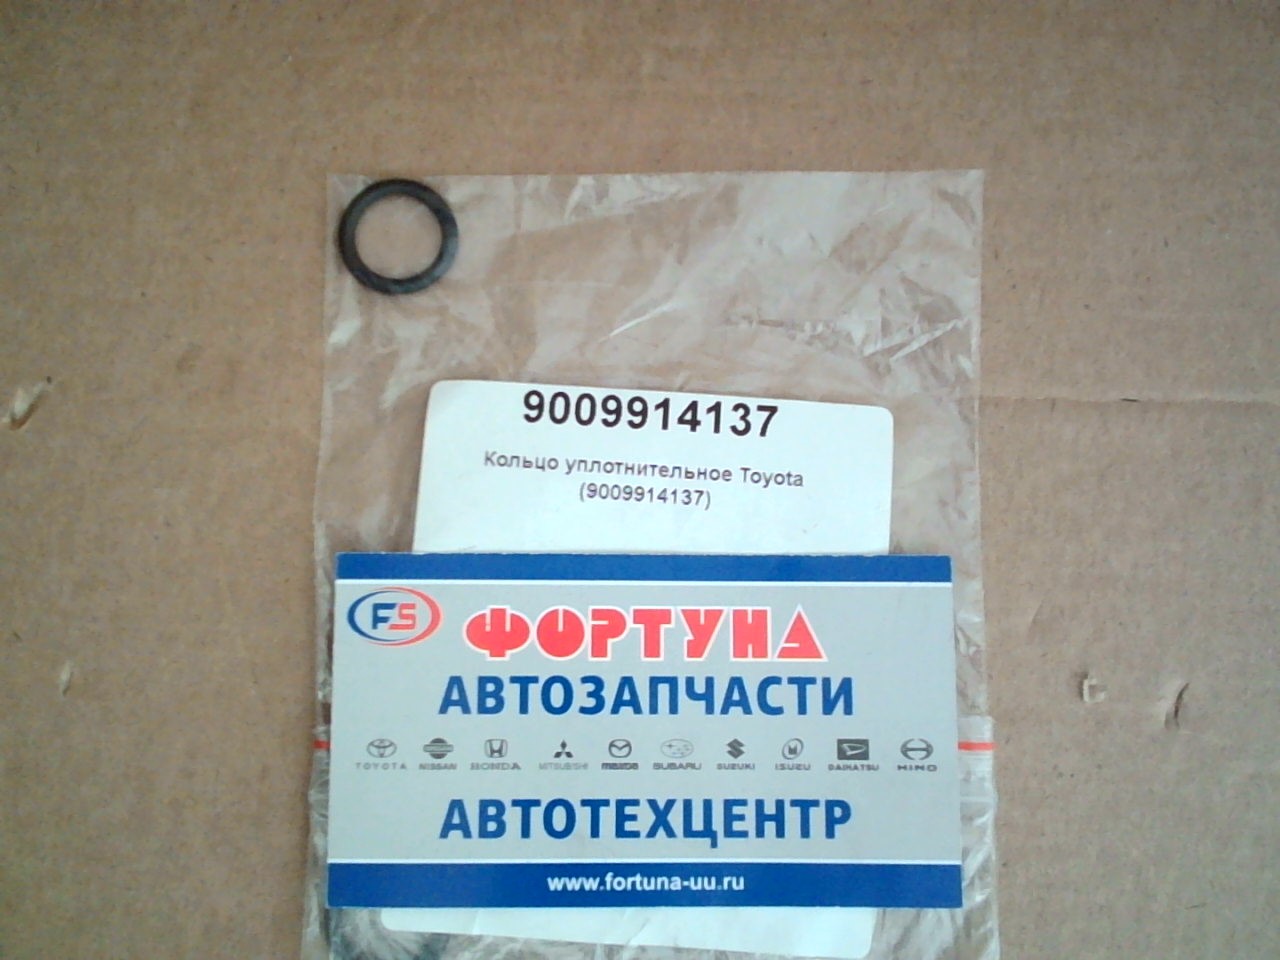 9009914137
Кольцо уплотнительное Toyota
(9009914137)
FS ФОРТУНА
АВТОЗАПЧАСТИ
TOYOTA NISSAN HONDA MITSUBISHI mazda SUBARU SUZUKI ISUZU DAIHATSU HINO
АВТОТЕХЦЕНТР
www.fortuna-uu.ru